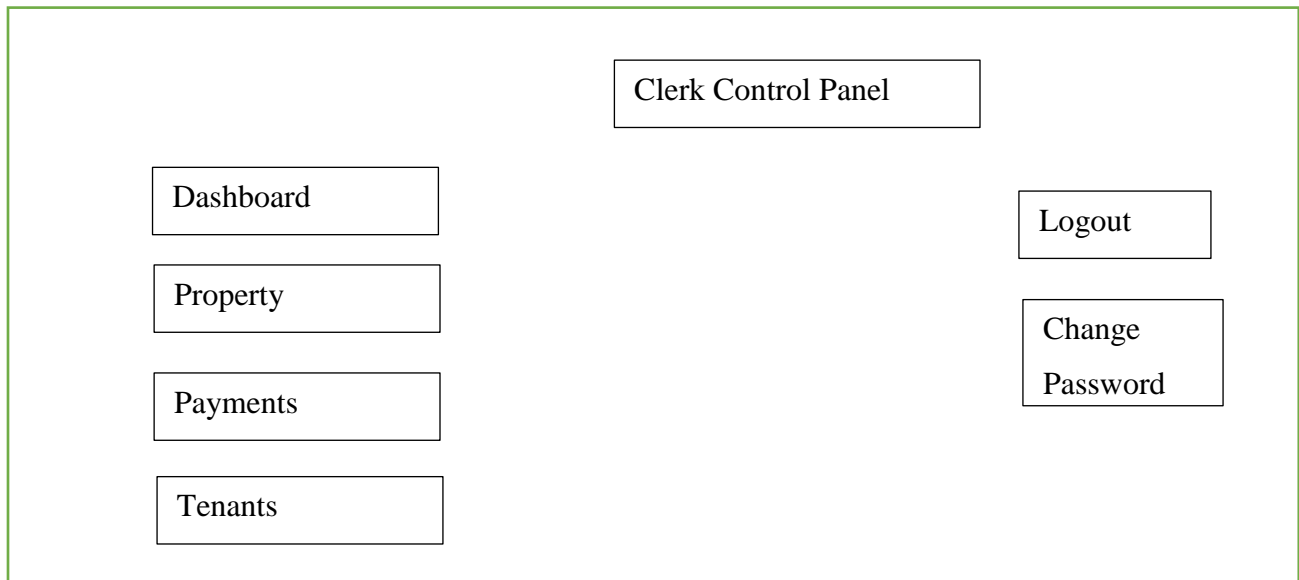 Clerk Control Panel
Dashboard
Property
Payments
Tenants
Logout
Change
Password